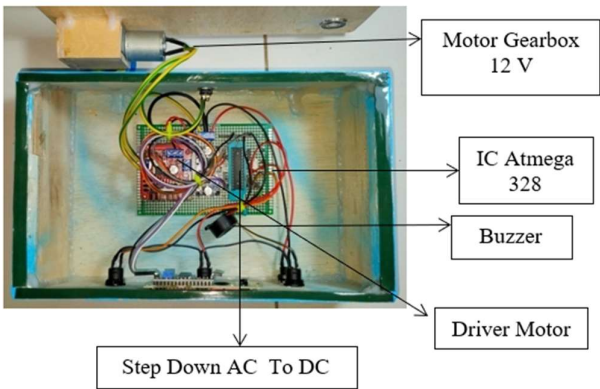 Motor Gearbox
12 V
IC Atmega
328
Buzzer
Driver Motor
Step Down AC To DC